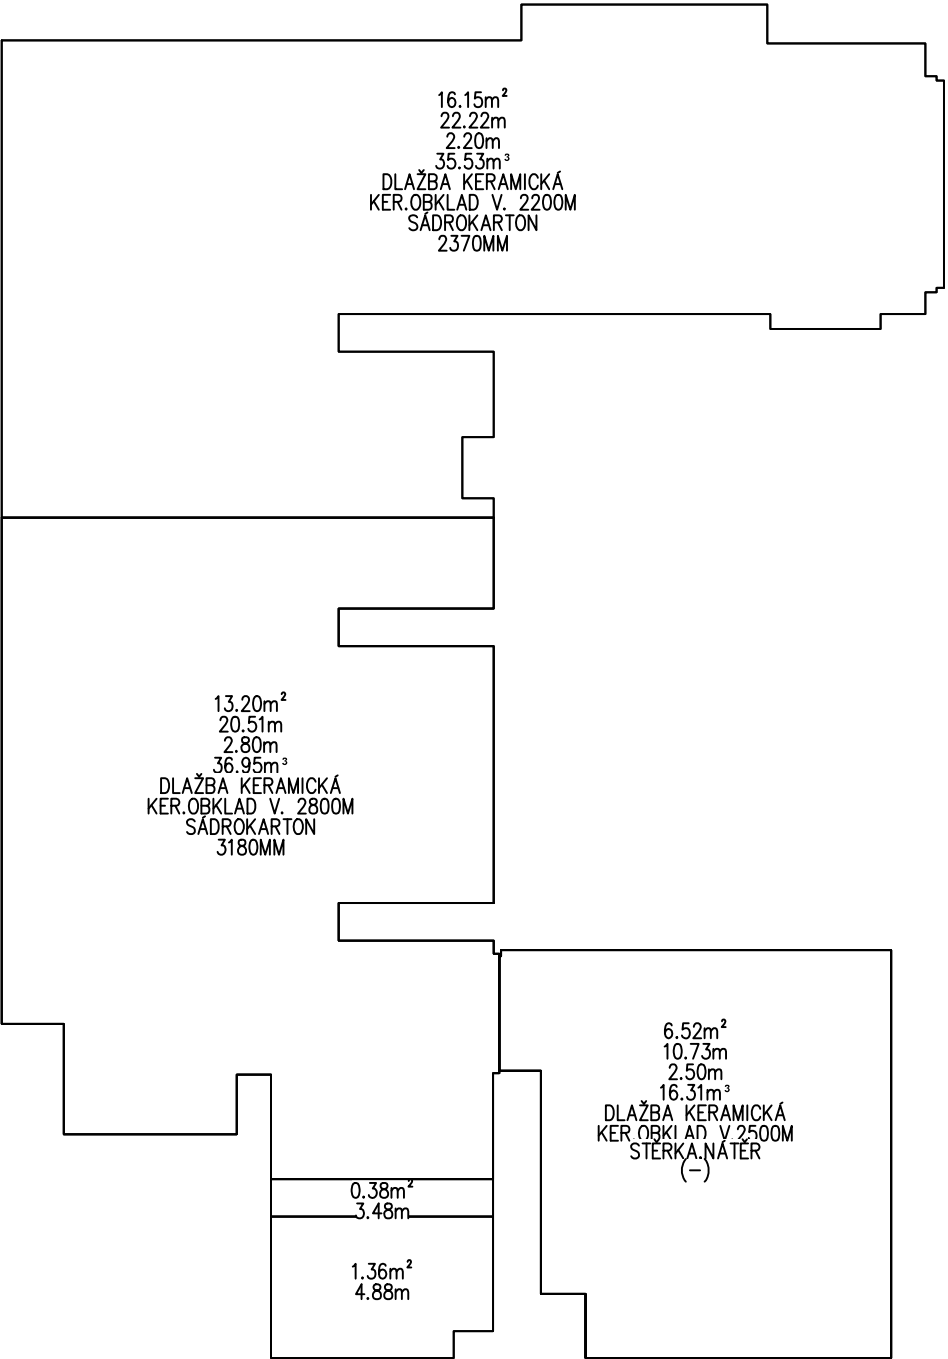 16.15m²
22.22m
2.20m
35.53m³
DLAŽBA KERAMICKÁ
KER.OBKLAD V. 2200M
SÁDROKARTON
2370MM
13.20m²
20.51m
2.80m
36.95m³
DLAŽBA KERAMICKÁ
KER.OBKLAD V. 2800M
SÁDROKARTON
3180MM
6.52m²
10.73m
2.50m
16.31m³
DLAŽBA KERAMICKÁ
KER.OBKLAD V.2500M
STĚRKA.NÁTĚR
(-)
0.38m²
3.48m
1.36m²
4.88m